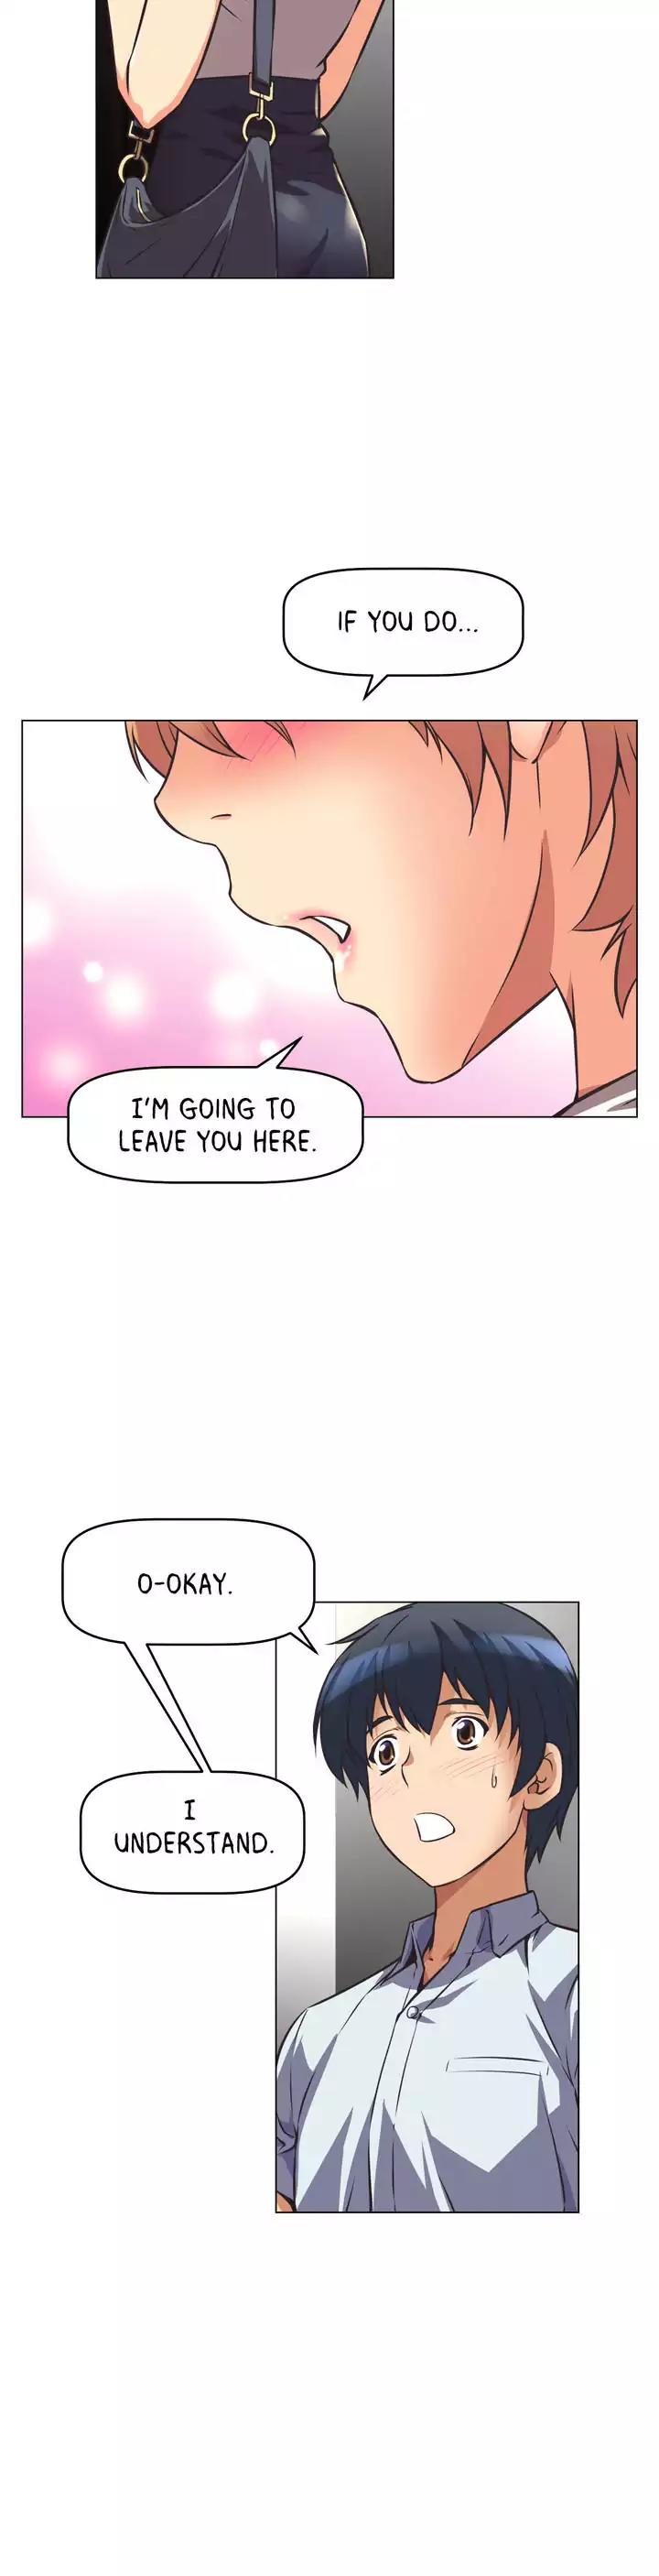 IF YOU DO...
I'M GOING TO
LEAVE YOU HERE.
O-OKAY.
I
UNDERSTAND.